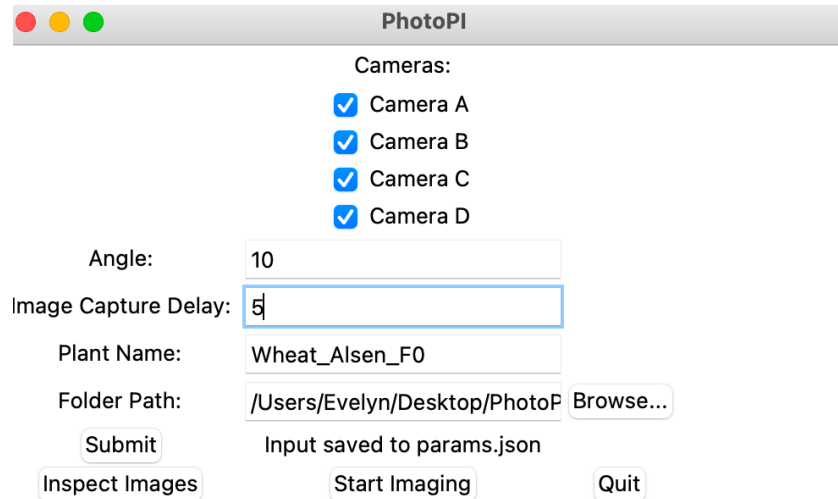 PhotoPI
Cameras:
Camera A
Camera B
Camera C
Camera D
Angle: 10
Image Capture Delay: 5
Plant Name: Wheat_Alsen_F0
Folder Path: /Users/Evelyn/Desktop/PhotoP Browse...
Submit Input saved to params.json
Inspect Images Start Imaging Quit